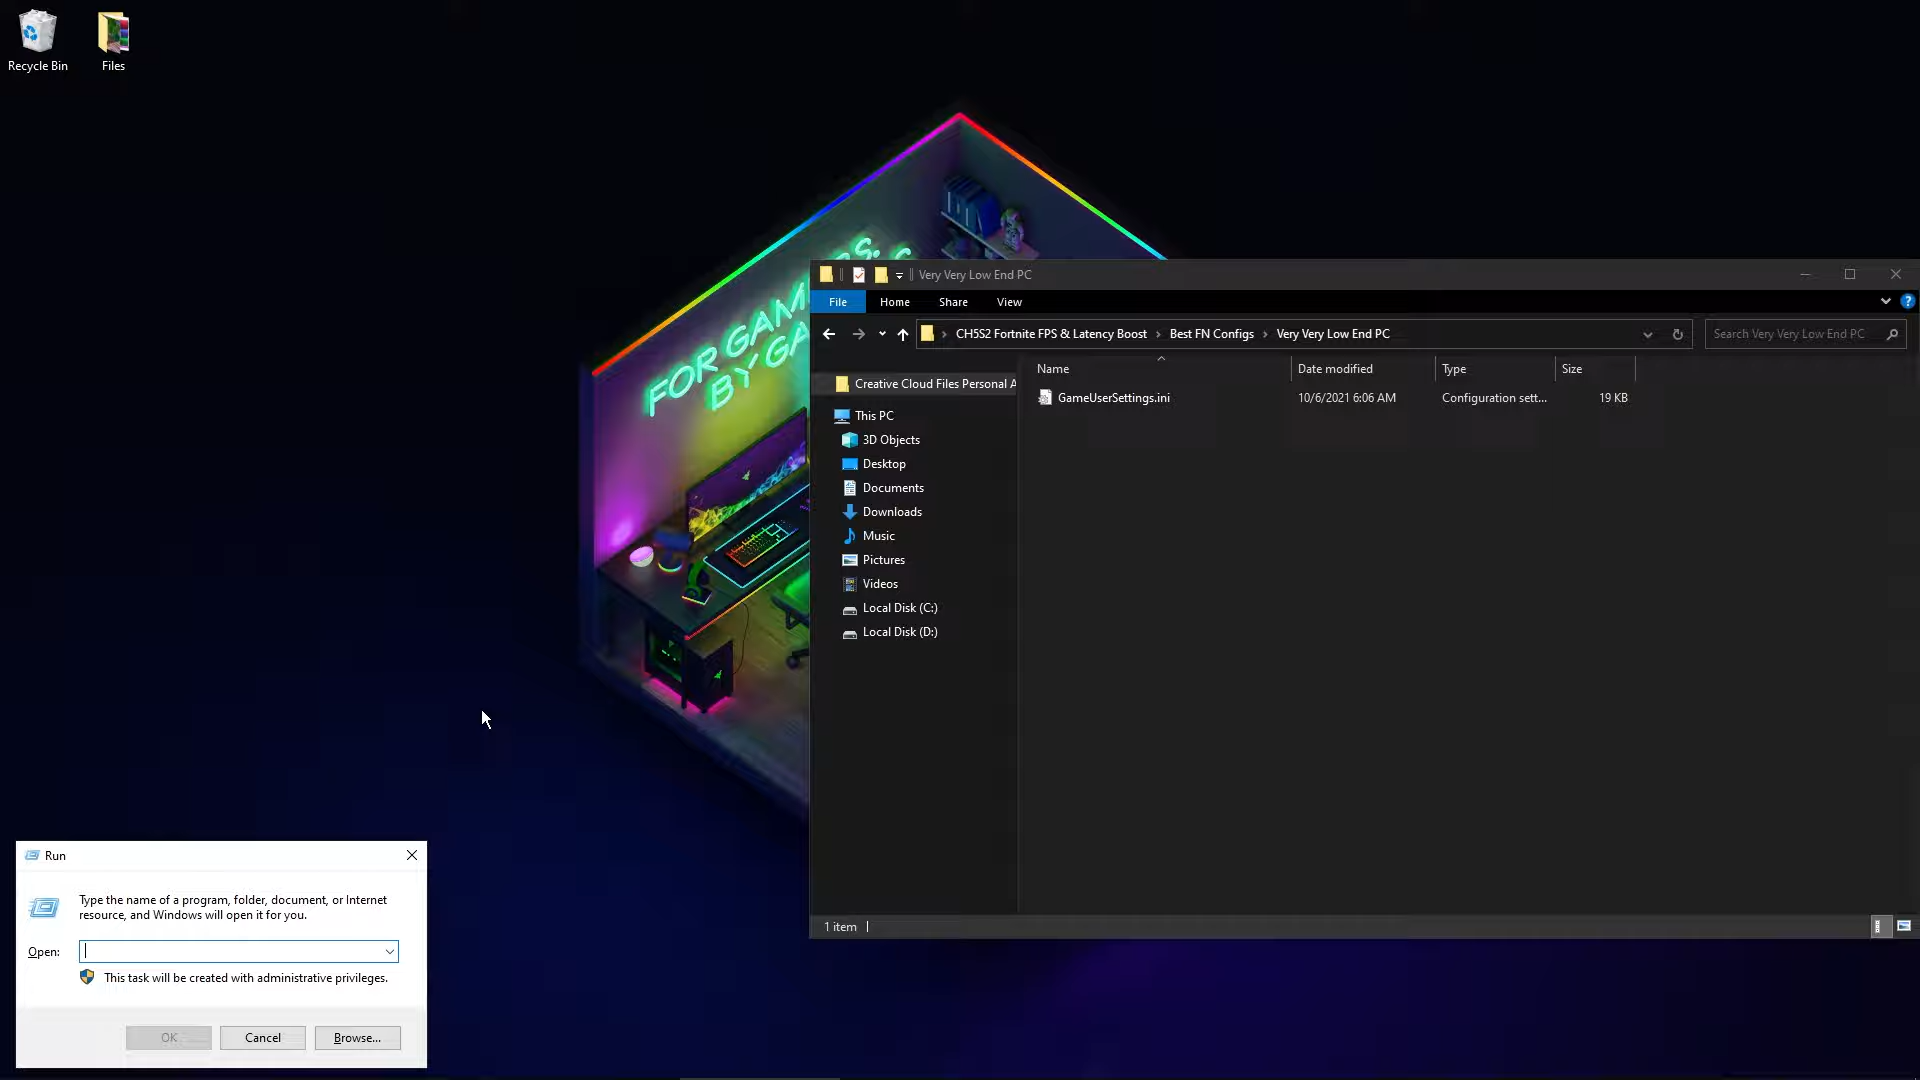 Recycle Bin
Files
FOR GAMERS.
BY GA
Very Very Low End PC
File
Home
Share
View
CH5S2 Fortnite FPS & Latency Boost
Best FN Configs
Very Very Low End PC
Search Very Very Low End PC
Name
Date modified
Type
Size
Creative Cloud Files Personal A
GameUserSettings.ini
10/6/2021 6:06 AM
Configuration sett...
19 KB
This PC
3D Objects
Desktop
Documents
Downloads
Music
Pictures
Videos
Local Disk (C:)
Local Disk (D:)
1 item
Run
Type the name of a program, folder, document, or Internet
resource, and Windows will open it for you.
Open:
This task will be created with administrative privileges.
OK
Cancel
Browse...